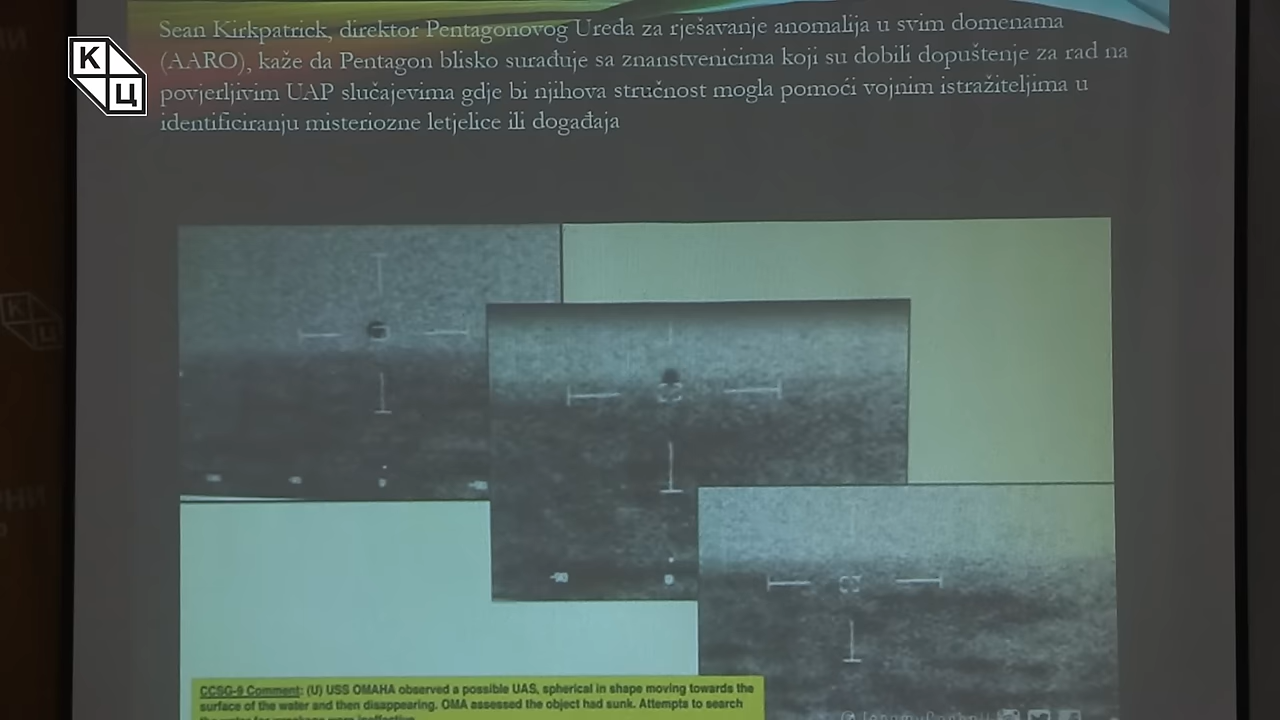 Sean Kirkpatrick, direktor Pentagonovog Ureda za rješavanje anomalija u svim domenama
(AARO), kaže da Pentagon blisko surađuje sa znanstvenicima koji su dobili dopuštenje za rad na
povjerljivim UAP slučajevima gdje bi njihova stručnost mogla pomoći vojnim istražiteljima u
identificiranju misteriozne letjelice ili događaja
К
Ц
-90
0
CCSG-9 Comment: (U) USS OMAHA observed a possible UAS, spherical in shape moving towards the
surface of the water and then disappearing. OMA assessed the object had sunk. Attempts to search